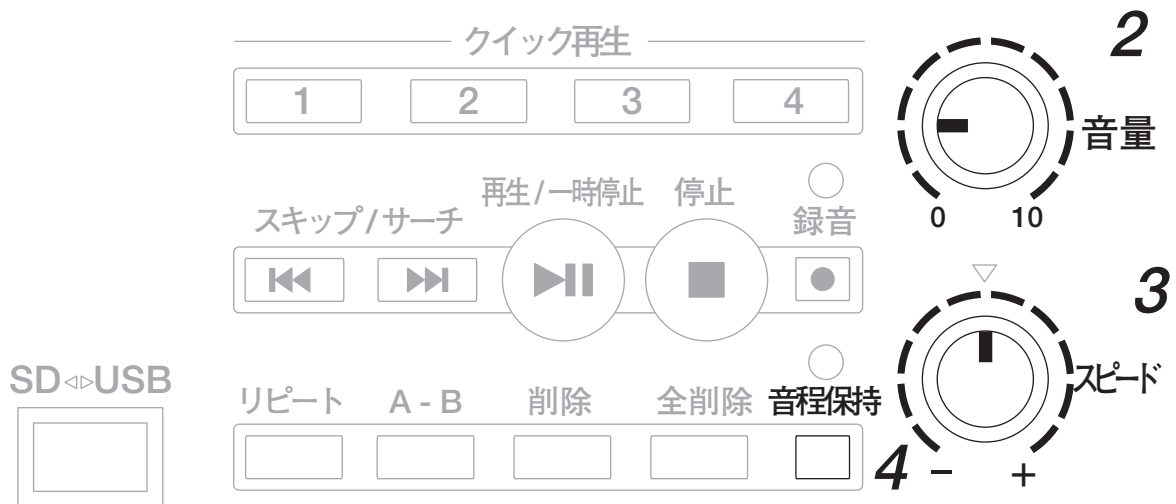 クイック再生
2
1 2 3 4
音量
再生/一時停止 停止
スキップ/サーチ 録音
0 10
3
SD◁▷USB
スピード
リピート A - B 削除 全削除 音程保持
4
− +